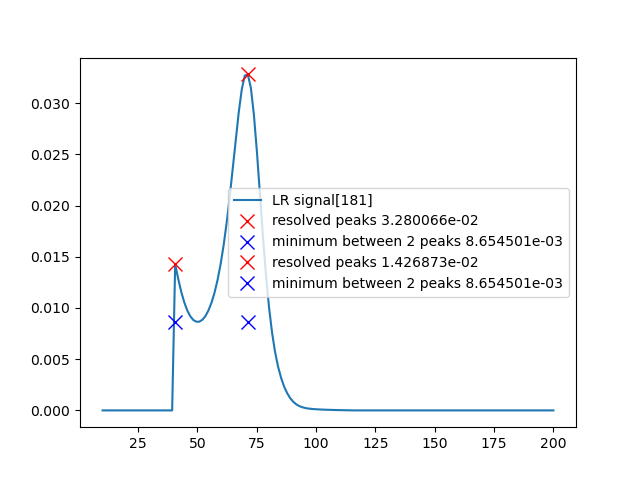 0.030
0.025
0.020
0.015
0.010
0.005
0.000
LR signal[181]
resolved peaks 3.280066e-02
minimum between 2 peaks 8.654501e-03
resolved peaks 1.426873e-02
minimum between 2 peaks 8.654501e-03
25 50 75 100 125 150 175 200